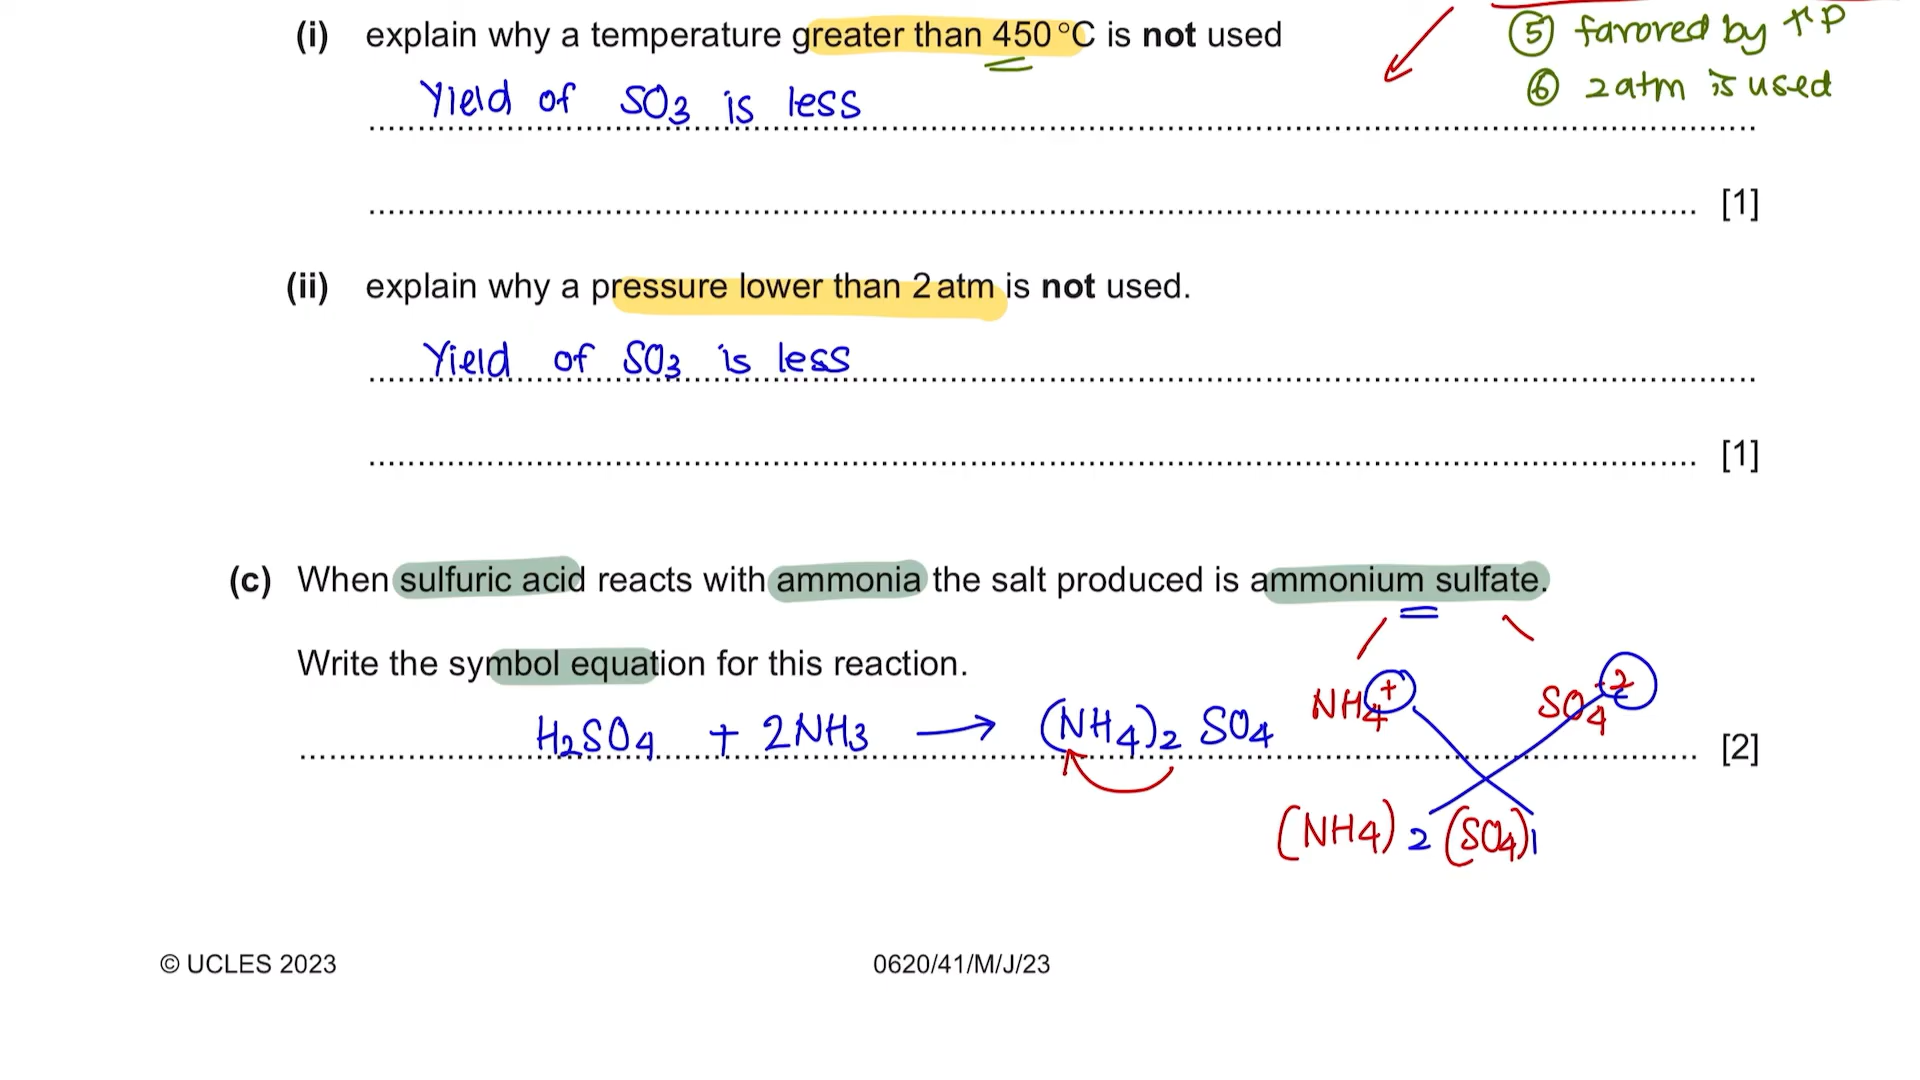 (i) explain why a temperature greater than 450 °C is not used
⑤ favored by ↑P
Yield of SO3 is less
⑥ 2 atm is used
[1]
(ii) explain why a pressure lower than 2 atm is not used.
Yield of SO3 is less
[1]
(c) When sulfuric acid reacts with ammonia the salt produced is ammonium sulfate.
Write the symbol equation for this reaction.
NH4+ SO4-2
H2SO4 + 2NH3 → (NH4)2 SO4 [2]
(NH4)2 (SO4)1
© UCLES 2023 0620/41/M/J/23